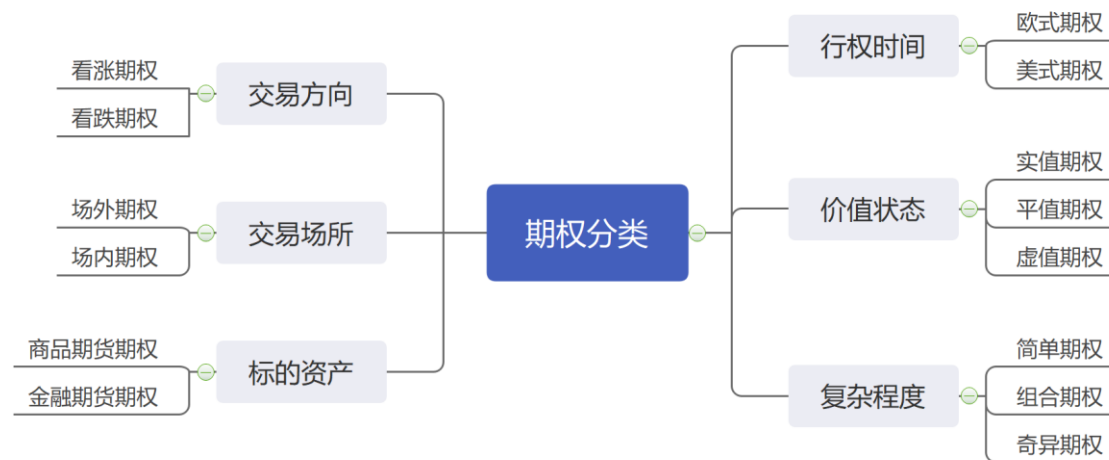 期权分类
交易方向
看涨期权
看跌期权
交易场所
场外期权
场内期权
标的资产
商品期货期权
金融期货期权
行权时间
欧式期权
美式期权
价值状态
实值期权
平值期权
虚值期权
复杂程度
简单期权
组合期权
奇异期权